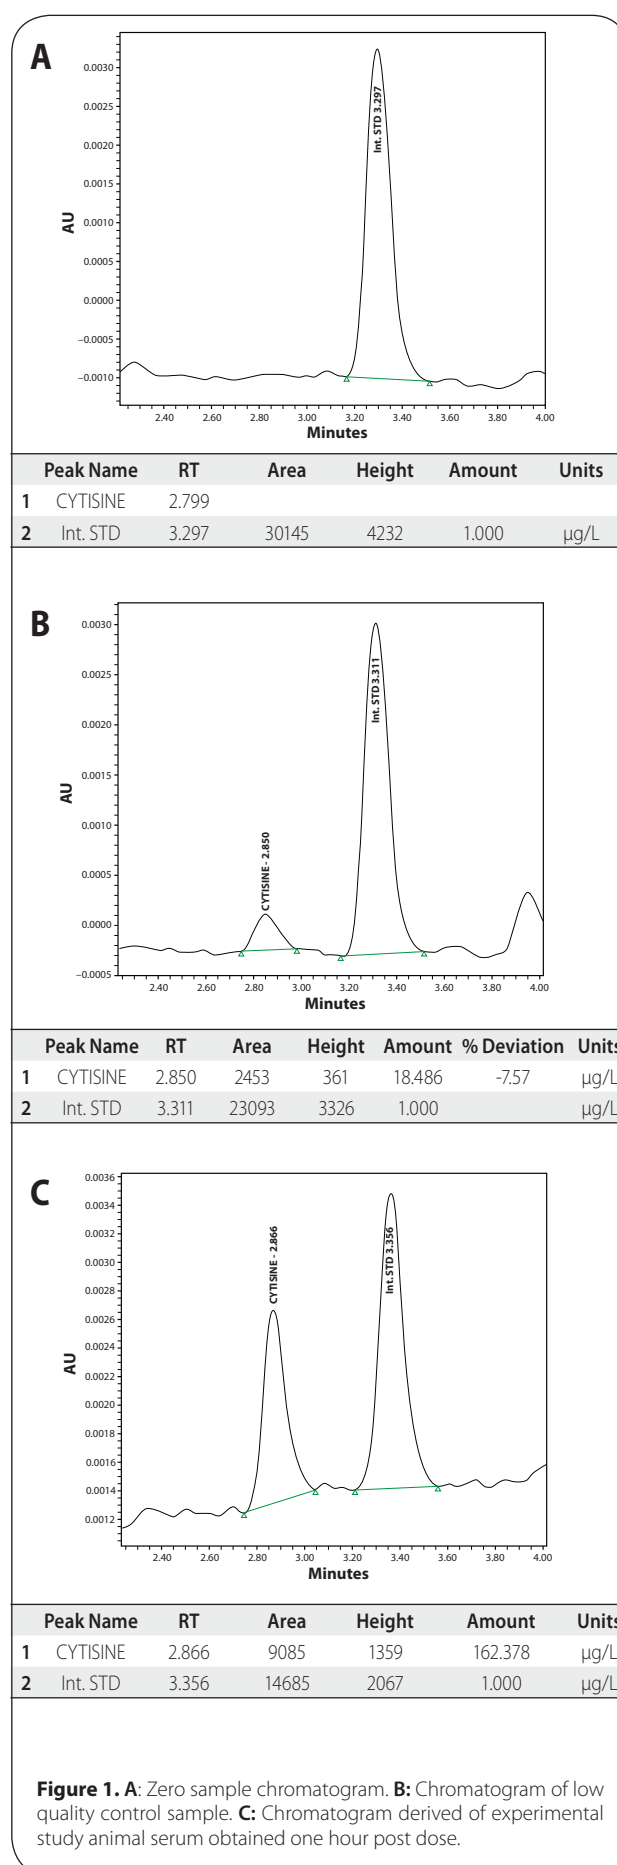 A
0.0030
0.0025
0.0020
0.0015
0.0010
0.0005
0.0000
−0.0005
−0.0010
AU
Int. STD 3.297
2.40 2.60 2.80 3.00 3.20 3.40 3.60 3.80 4.00
Minutes
Peak Name RT Area Height Amount Units
1 CYTISINE 2.799
2 Int. STD 3.297 30145 4232 1.000 µg/L
B
0.0030
0.0025
0.0020
0.0015
0.0010
0.0005
0.0000
−0.0005
AU
CYTISINE - 2.850
Int. STD 3.311
2.40 2.60 2.80 3.00 3.20 3.40 3.60 3.80 4.00
Minutes
Peak Name RT Area Height Amount % Deviation Units
1 CYTISINE 2.850 2453 361 18.486 -7.57 µg/L
2 Int. STD 3.311 23093 3326 1.000 µg/L
C
0.0036
0.0034
0.0032
0.0030
0.0028
0.0026
0.0024
0.0022
0.0020
0.0018
0.0016
0.0014
0.0012
AU
CYTISINE - 2.866
Int. STD 3.356
2.40 2.60 2.80 3.00 3.20 3.40 3.60 3.80 4.00
Minutes
Peak Name RT Area Height Amount Units
1 CYTISINE 2.866 9085 1359 162.378 µg/L
2 Int. STD 3.356 14685 2067 1.000 µg/L
Figure 1. A: Zero sample chromatogram. B: Chromatogram of low
quality control sample. C: Chromatogram derived of experimental
study animal serum obtained one hour post dose.